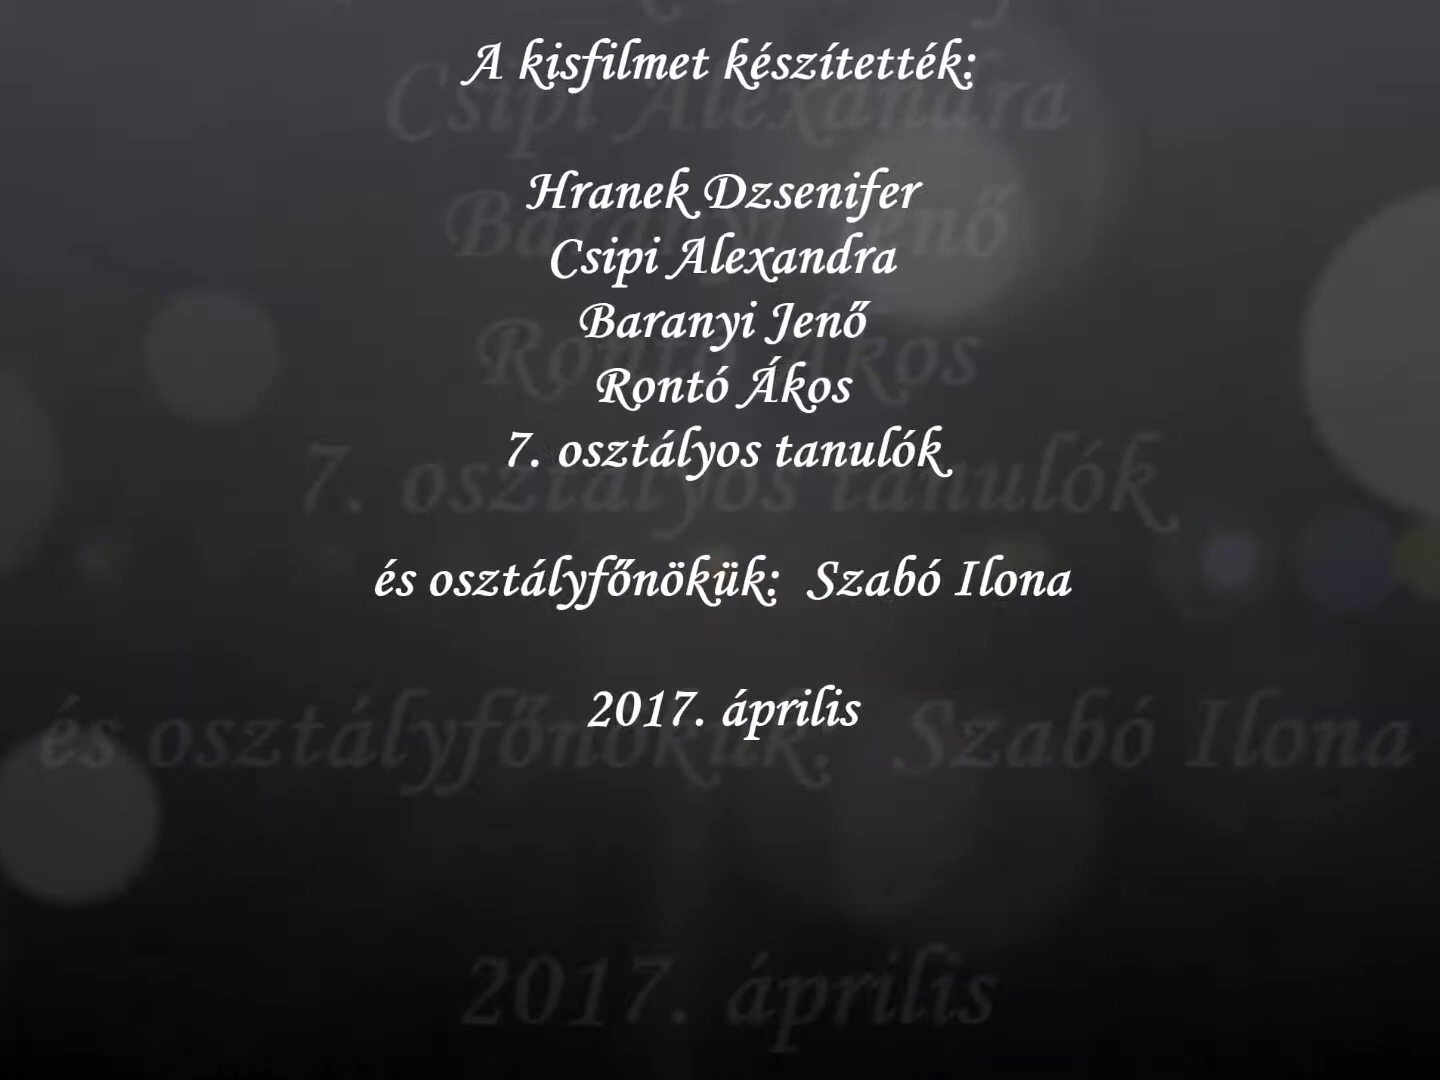 A kisfilmet készítették:
Hranek Dzsenifer
Csipi Alexandra
Baranyi Jenő
Rontó Ákos
7. osztályos tanulók
és osztályfőnökük: Szabó Ilona
2017. április